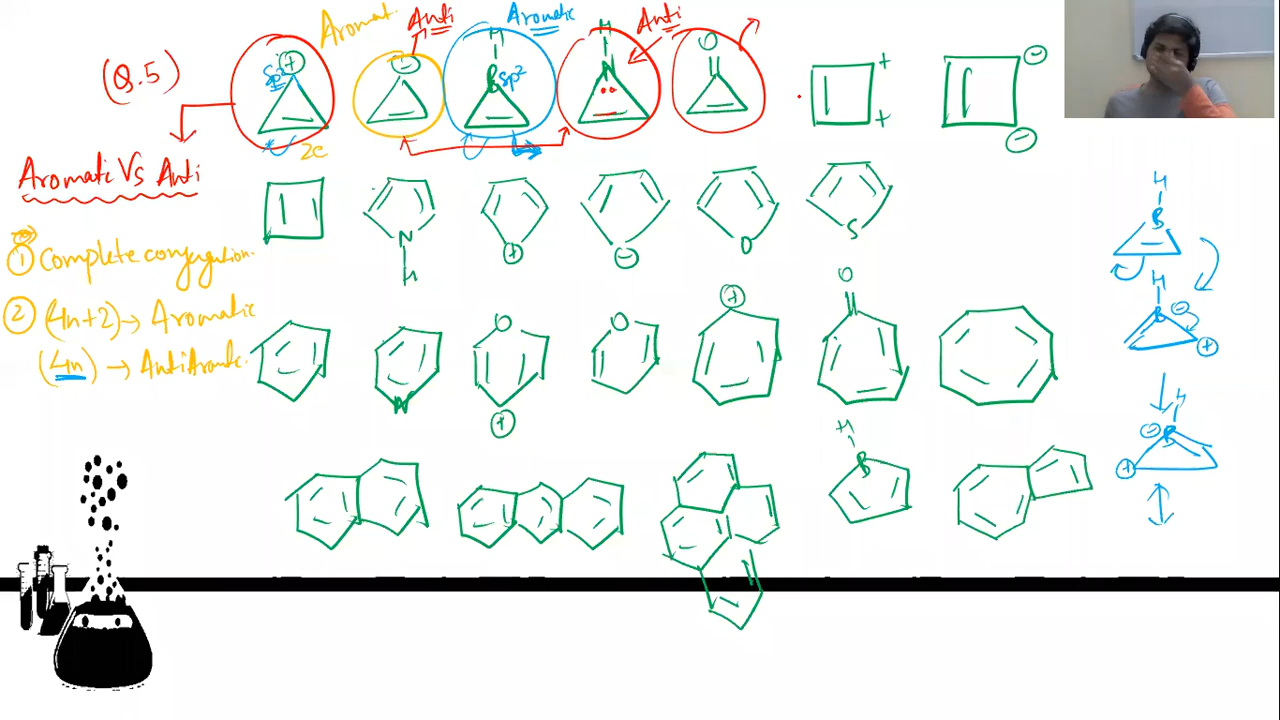 (Q.5)
Aromat.
Anti
Aromatic
Anti
⊕
⊖
H
B
H
N
O
+
+
⊖
⊖
sp²
sp²
2e
Aromatic Vs Anti
① Complete conjugation.
② (4n+2) → Aromatic
(4n) → AntiAromtc.
N
H
⊕
⊖
O
S
N
O
⊕
O
⊕
O
H
B
H
B
H
B ⊖
⊕
H
⊖ B
⊕